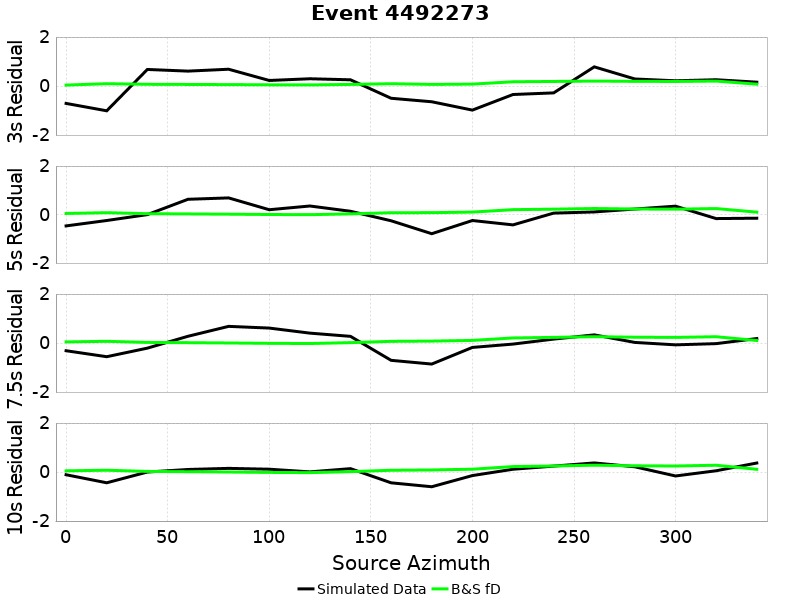 Event 4492273
3s Residual
2
0
-2
5s Residual
2
0
-2
7.5s Residual
2
0
-2
10s Residual
2
0
-2
0 50 100 150 200 250 300
Source Azimuth
Simulated Data B&S fD